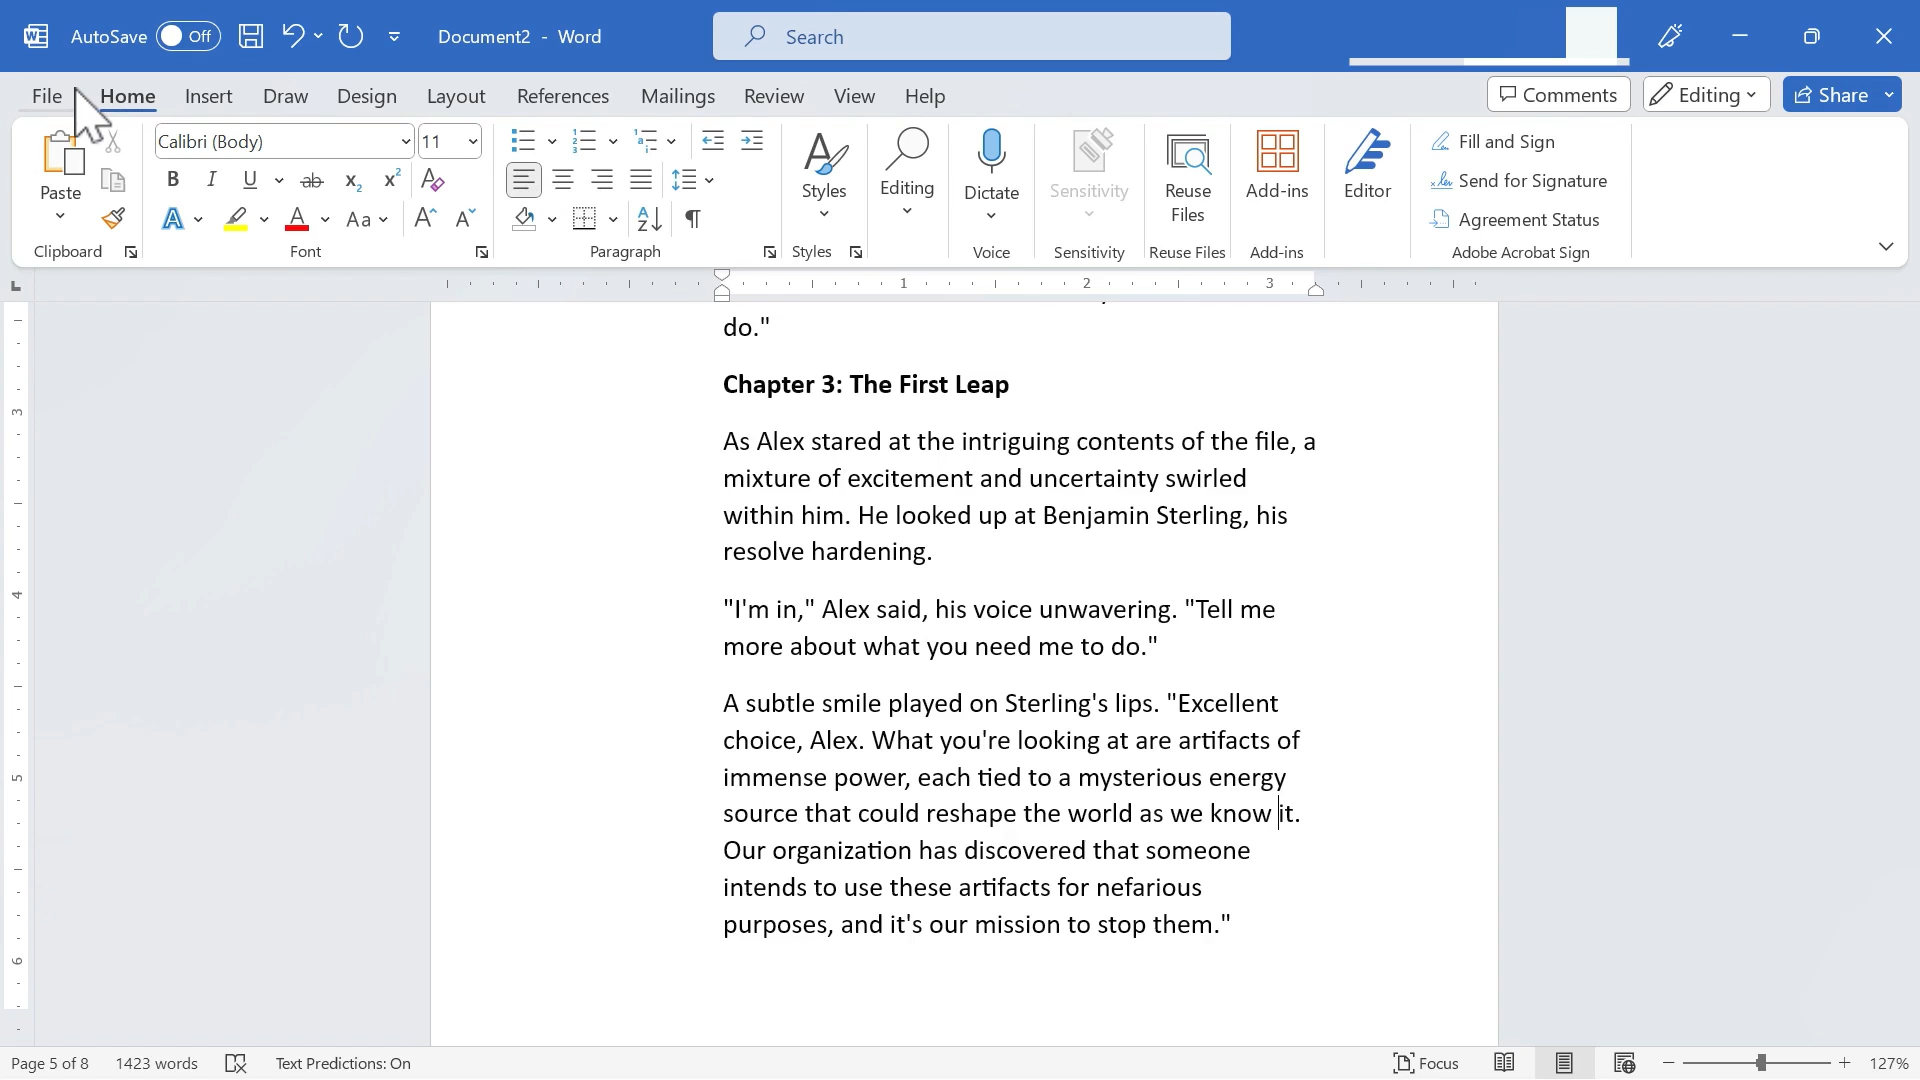 AutoSave Off Document2 - Word Search
File Home Insert Draw Design Layout References Mailings Review View Help Comments Editing Share
Calibri (Body) 11
Paste
Styles Editing Dictate Sensitivity Reuse Files Add-ins Editor
Fill and Sign
Send for Signature
Agreement Status
Clipboard Font Paragraph Styles Voice Sensitivity Reuse Files Add-ins Adobe Acrobat Sign
1 2 3
do."
Chapter 3: The First Leap
As Alex stared at the intriguing contents of the file, a
mixture of excitement and uncertainty swirled
within him. He looked up at Benjamin Sterling, his
resolve hardening.
"I'm in," Alex said, his voice unwavering. "Tell me
more about what you need me to do."
A subtle smile played on Sterling's lips. "Excellent
choice, Alex. What you're looking at are artifacts of
immense power, each tied to a mysterious energy
source that could reshape the world as we know it.
Our organization has discovered that someone
intends to use these artifacts for nefarious
purposes, and it's our mission to stop them."
3
4
5
6
Page 5 of 8 1423 words Text Predictions: On Focus 127%